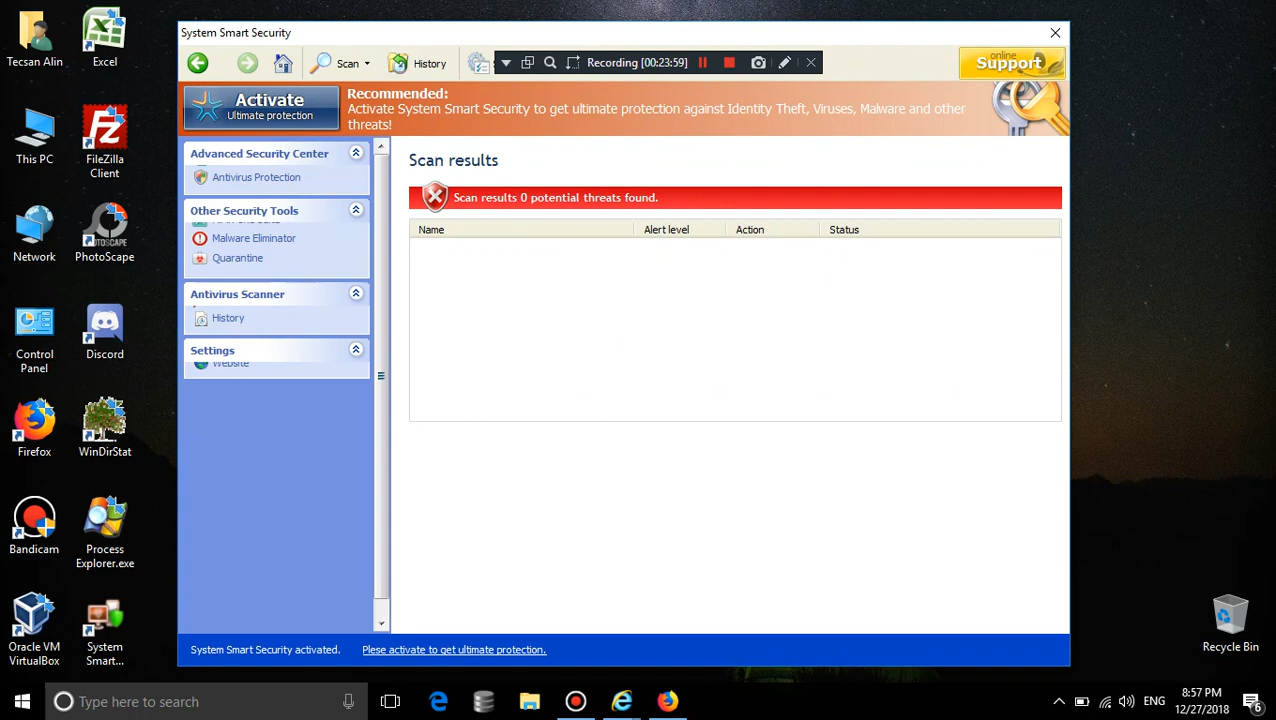 Tecsan Alin
Excel
This PC
FileZilla
Client
Network
PhotoScape
Control
Panel
Discord
Firefox
WinDirStat
Bandicam
Process
Explorer.exe
Oracle VM
VirtualBox
System
Smart...
Recycle Bin
PHOTOSCAPE
System Smart Security
Scan
History
Recording [00:23:59]
online
Support
Activate
Ultimate protection
Recommended:
Activate System Smart Security to get ultimate protection against Identity Theft, Viruses, Malware and other
threats!
Advanced Security Center
Antivirus Protection
Other Security Tools
Malware Eliminator
Quarantine
Antivirus Scanner
History
Settings
Website
Scan results
Scan results 0 potential threats found.
Name Alert level Action Status
System Smart Security activated. Plese activate to get ultimate protection.
Type here to search
ENG
8:57 PM
12/27/2018
6